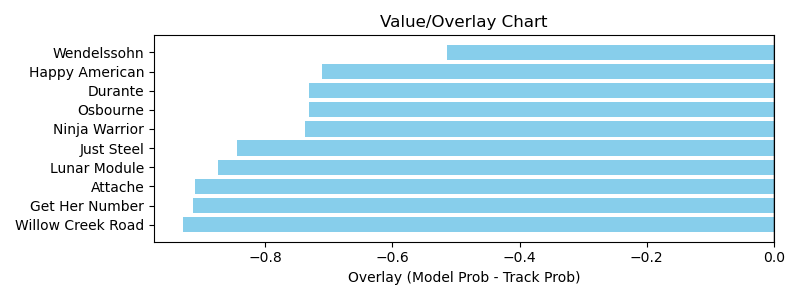 Value/Overlay Chart
Wendelssohn
Happy American
Durante
Osbourne
Ninja Warrior
Just Steel
Lunar Module
Attache
Get Her Number
Willow Creek Road
−0.8 −0.6 −0.4 −0.2 0.0
Overlay (Model Prob - Track Prob)